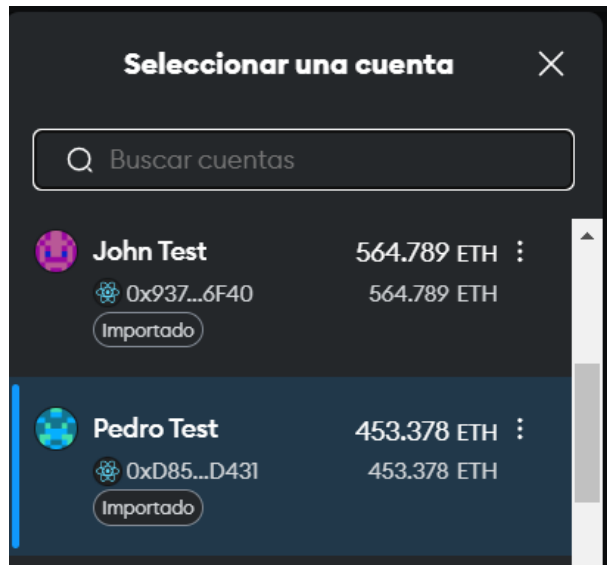 Seleccionar una cuenta
Buscar cuentas
John Test 564.789 ETH
0x937...6F40 564.789 ETH
Importado
Pedro Test 453.378 ETH
0xD85...D431 453.378 ETH
Importado